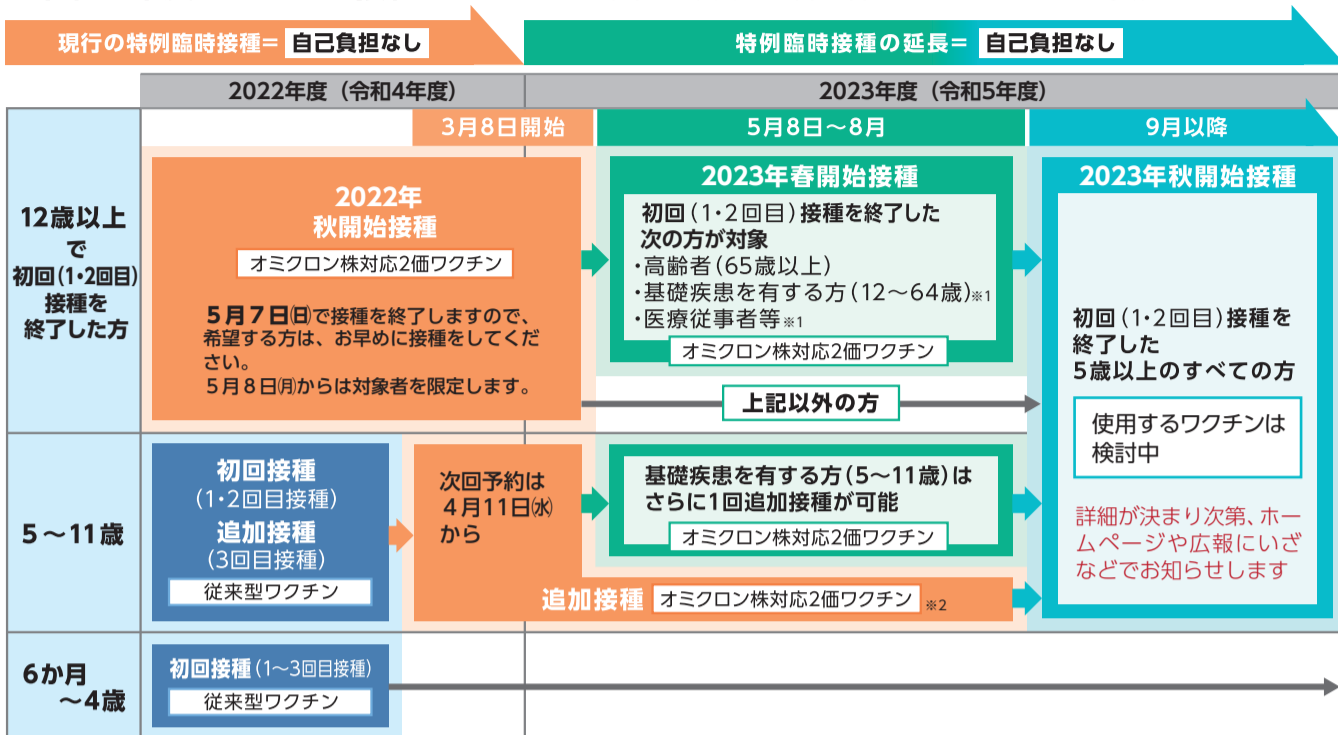 現行の特例臨時接種= 自己負担なし
特例臨時接種の延長= 自己負担なし
2022年度（令和4年度）
2023年度（令和5年度）
3月8日開始
5月8日～8月
9月以降
12歳以上
で
初回(1・2回目)
接種を
終了した方
2022年
秋開始接種
オミクロン株対応2価ワクチン
5月7日㈰で接種を終了しますので、
希望する方は、お早めに接種をしてくだ
さい。
5月8日㈪からは対象者を限定します。
2023年春開始接種
初回（1・2回目）接種を終了した
次の方が対象
・高齢者（65歳以上）
・基礎疾患を有する方（12～64歳）※1
・医療従事者等※1
オミクロン株対応2価ワクチン
上記以外の方
2023年秋開始接種
初回（1・2回目）接種を
終了した
5歳以上のすべての方
使用するワクチンは
検討中
詳細が決まり次第、ホー
ムページや広報にいざ
などでお知らせします
5～11歳
初回接種
（1・2回目接種）
追加接種
（3回目接種）
従来型ワクチン
次回予約は
4月11日㈬
から
基礎疾患を有する方（5～11歳）は
さらに1回追加接種が可能
オミクロン株対応2価ワクチン
追加接種 オミクロン株対応2価ワクチン ※2
6か月
～4歳
初回接種（1～3回目接種）
従来型ワクチン